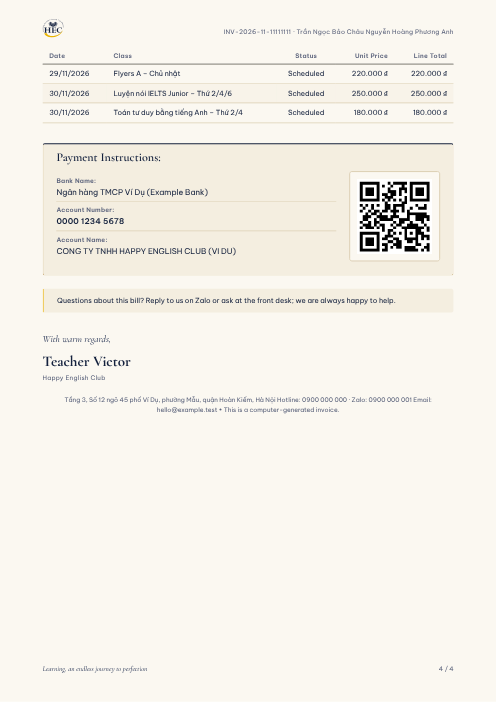 HEC
INV-2026-11-11111111 · Trần Ngọc Bảo Châu Nguyễn Hoàng Phương Anh
Date Class Status Unit Price Line Total
29/11/2026 Flyers A – Chủ nhật Scheduled 220.000 ₫ 220.000 ₫
30/11/2026 Luyện nói IELTS Junior – Thứ 2/4/6 Scheduled 250.000 ₫ 250.000 ₫
30/11/2026 Toán tư duy bằng tiếng Anh – Thứ 2/4 Scheduled 180.000 ₫ 180.000 ₫
Payment Instructions:
Bank Name:
Ngân hàng TMCP Ví Dụ (Example Bank)
Account Number:
0000 1234 5678
Account Name:
CONG TY TNHH HAPPY ENGLISH CLUB (VI DU)
Questions about this bill? Reply to us on Zalo or ask at the front desk; we are always happy to help.
With warm regards,
Teacher Victor
Happy English Club
Tầng 3, Số 12 ngõ 45 phố Ví Dụ, phường Mẫu, quận Hoàn Kiếm, Hà Nội Hotline: 0900 000 000 · Zalo: 0900 000 001 Email:
hello@example.test • This is a computer-generated invoice.
Learning, an endless journey to perfection
4 / 4